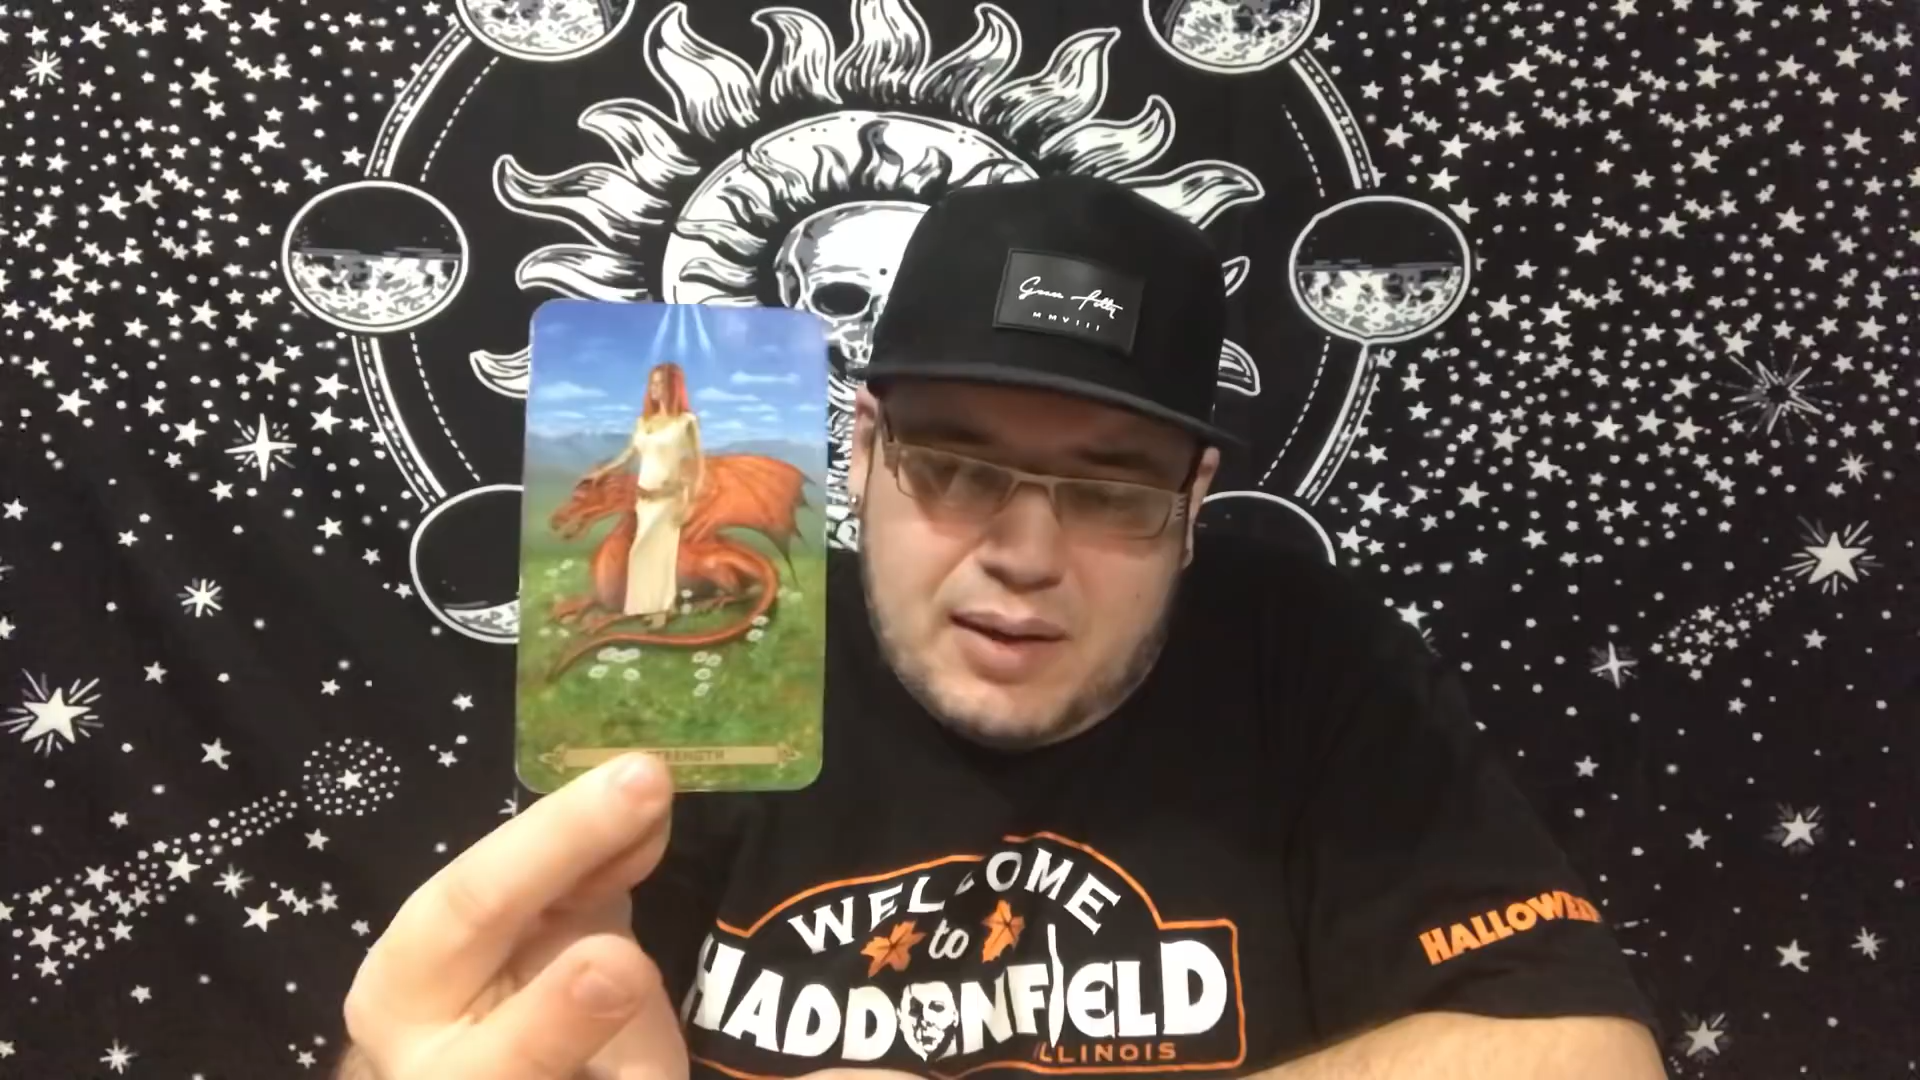 MMVIII
STRENGTH
WELCOME
to
HADDONFIELD
ILLINOIS
HALLOWEEN